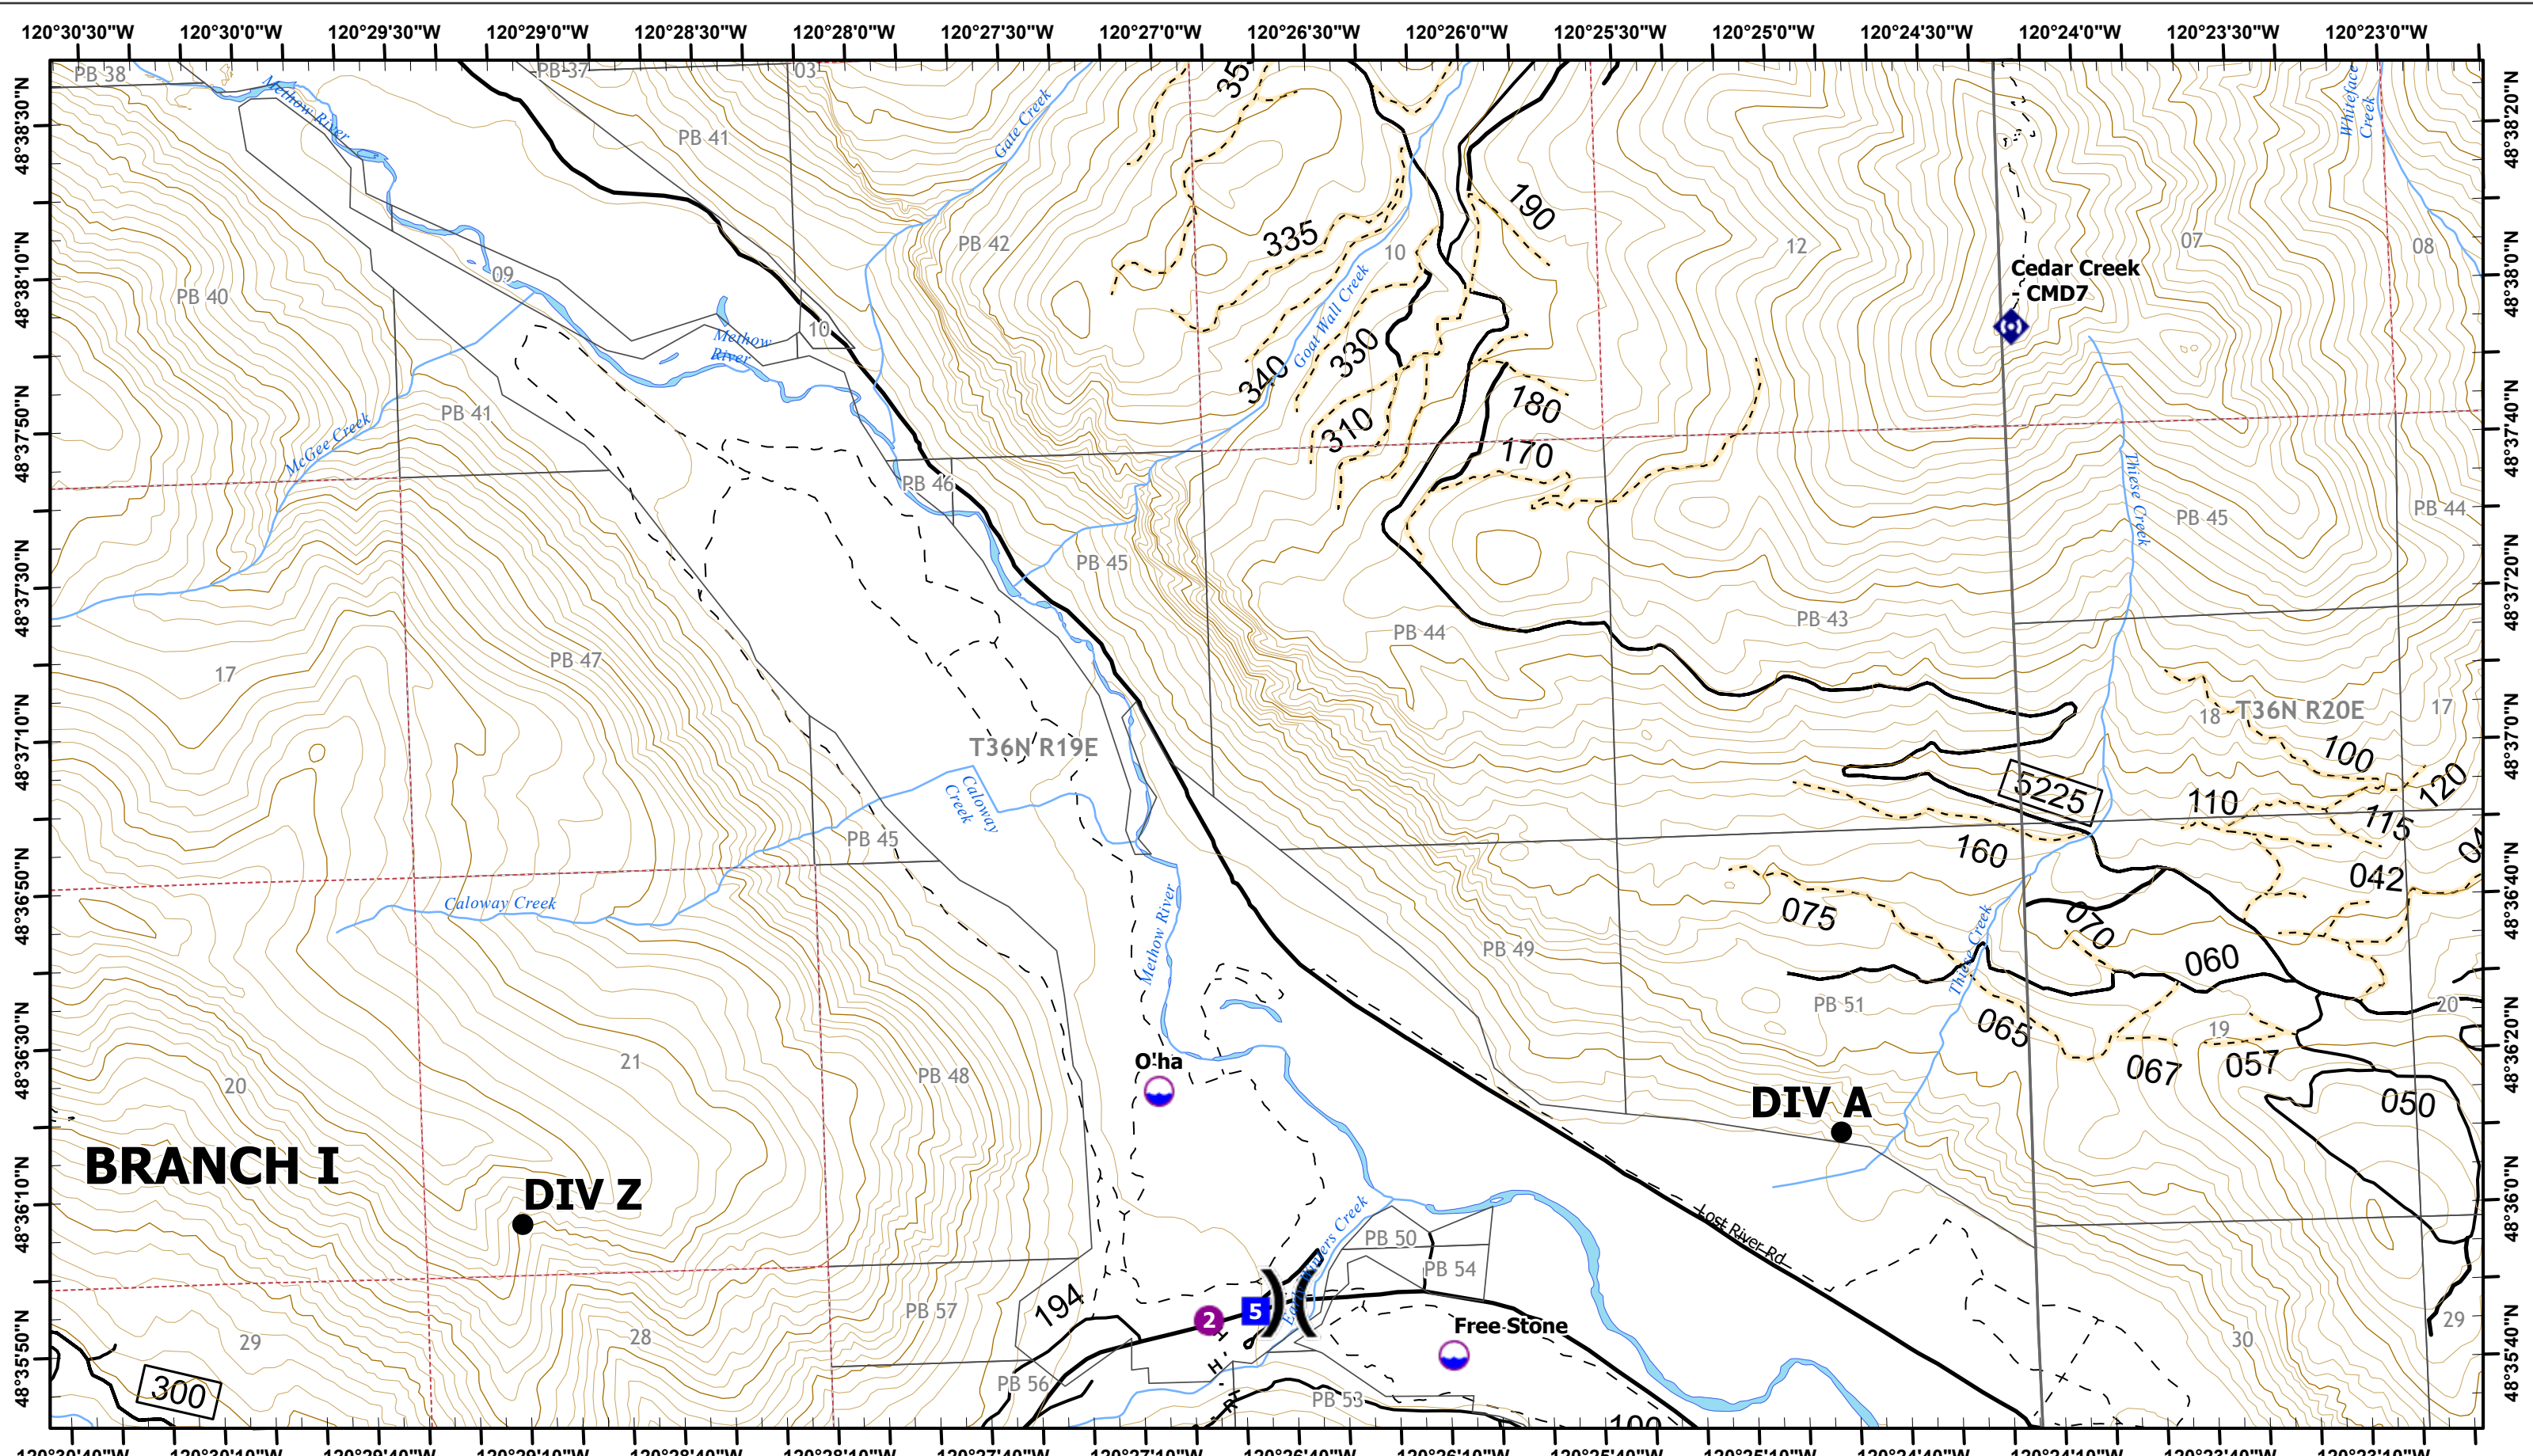 120°30'30"W 120°30'0"W 120°29'30"W 120°29'0"W 120°28'30"W 120°28'0"W 120°27'30"W 120°27'0"W 120°26'30"W 120°26'0"W 120°25'30"W 120°25'0"W 120°24'30"W 120°24'0"W 120°23'30"W 120°23'0"W
48°38'30"N
48°38'10"N
48°37'50"N
48°37'30"N
48°37'10"N
48°36'50"N
48°36'30"N
48°36'10"N
48°35'50"N
48°38'20"N
48°38'0"N
48°37'40"N
48°37'20"N
48°37'0"N
48°36'40"N
48°36'20"N
48°36'0"N
48°35'40"N
PB 38
PB 37
03
Methow River
PB 41
Gate Creek
Whiteface
Creek
190
335
PB 42
10
12
07
08
Cedar Creek
CMD7
09
PB 40
10
Methow
River
Goat Wall Creek
330
340
310
180
170
PB 41
McGee Creek
PB 46
PB 45
Thiese Creek
PB 45
PB 44
PB 44
PB 43
PB 47
17
T36N R19E
18
T36N R20E
17
100
120
5225
110
115
160
042
Caloway
Creek
PB 45
Caloway Creek
Methow River
PB 49
075
070
060
Thiese Creek
PB 51
065
067
057
19
20
050
O'ha
20
21
PB 48
DIV A
BRANCH I
DIV Z
Lost River Rd
PB 50
PB 54
Early Winters Creek
194
2
5
Free Stone
PB 57
29
28
29
30
300
PB 56
PB 53
H
H